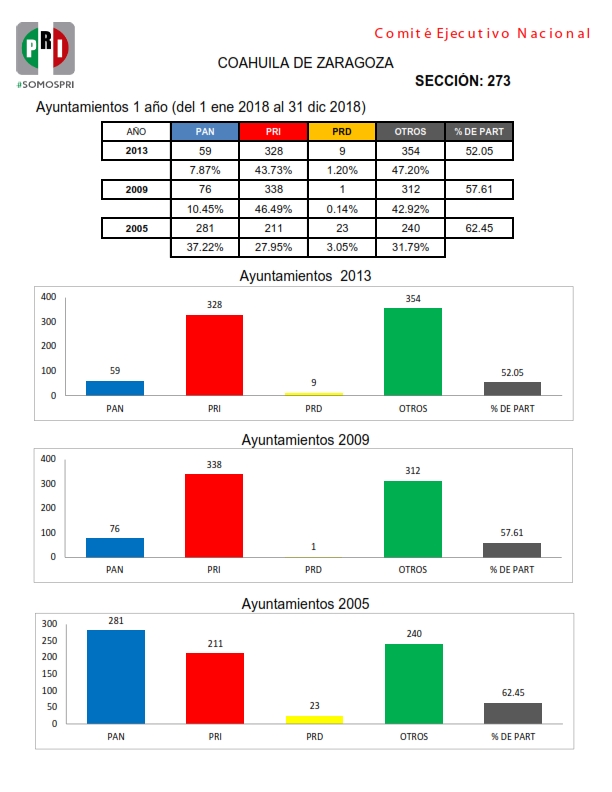 PRI
#SOMOSPRI
Comité Ejecutivo Nacional
COAHUILA DE ZARAGOZA
SECCIÓN: 273
Ayuntamientos 1 año (del 1 ene 2018 al 31 dic 2018)
AÑO PAN PRI PRD OTROS % DE PART
2013 59 328 9 354 52.05
7.87% 43.73% 1.20% 47.20%
2009 76 338 1 312 57.61
10.45% 46.49% 0.14% 42.92%
2005 281 211 23 240 62.45
37.22% 27.95% 3.05% 31.79%
Ayuntamientos 2013
400
300
200
100
0
59 328 9 354 52.05
PAN PRI PRD OTROS % DE PART
Ayuntamientos 2009
400
300
200
100
0
76 338 1 312 57.61
PAN PRI PRD OTROS % DE PART
Ayuntamientos 2005
300
250
200
150
100
50
0
281 211 23 240 62.45
PAN PRI PRD OTROS % DE PART